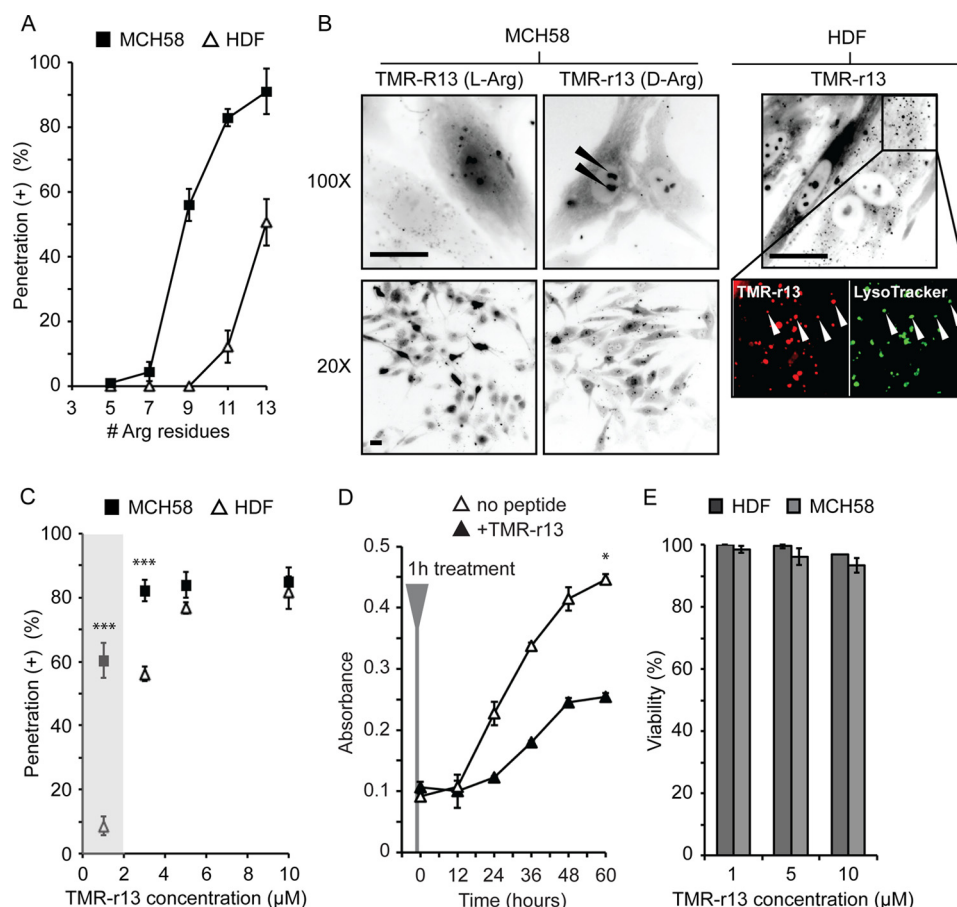 A
MCH58 HDF
Penetration (+) (%)
100
80
60
40
20
0
3 5 7 9 11 13
# Arg residues
B
MCH58
HDF
TMR-R13 (L-Arg) TMR-r13 (D-Arg)
TMR-r13
100X
TMR-r13
LysoTracker
20X
C
MCH58 HDF
Penetration (+) (%)
100
80
60
40
20
0
***
***
0 2 4 6 8 10
TMR-r13 concentration (µM)
D
no peptide
+TMR-r13
Absorbance
0.5
0.4
0.3
0.2
0.1
0
1h treatment
*
0 12 24 36 48 60
Time (hours)
E
HDF MCH58
Viability (%)
100
80
60
40
20
0
1 5 10
TMR-r13 concentration (µM)